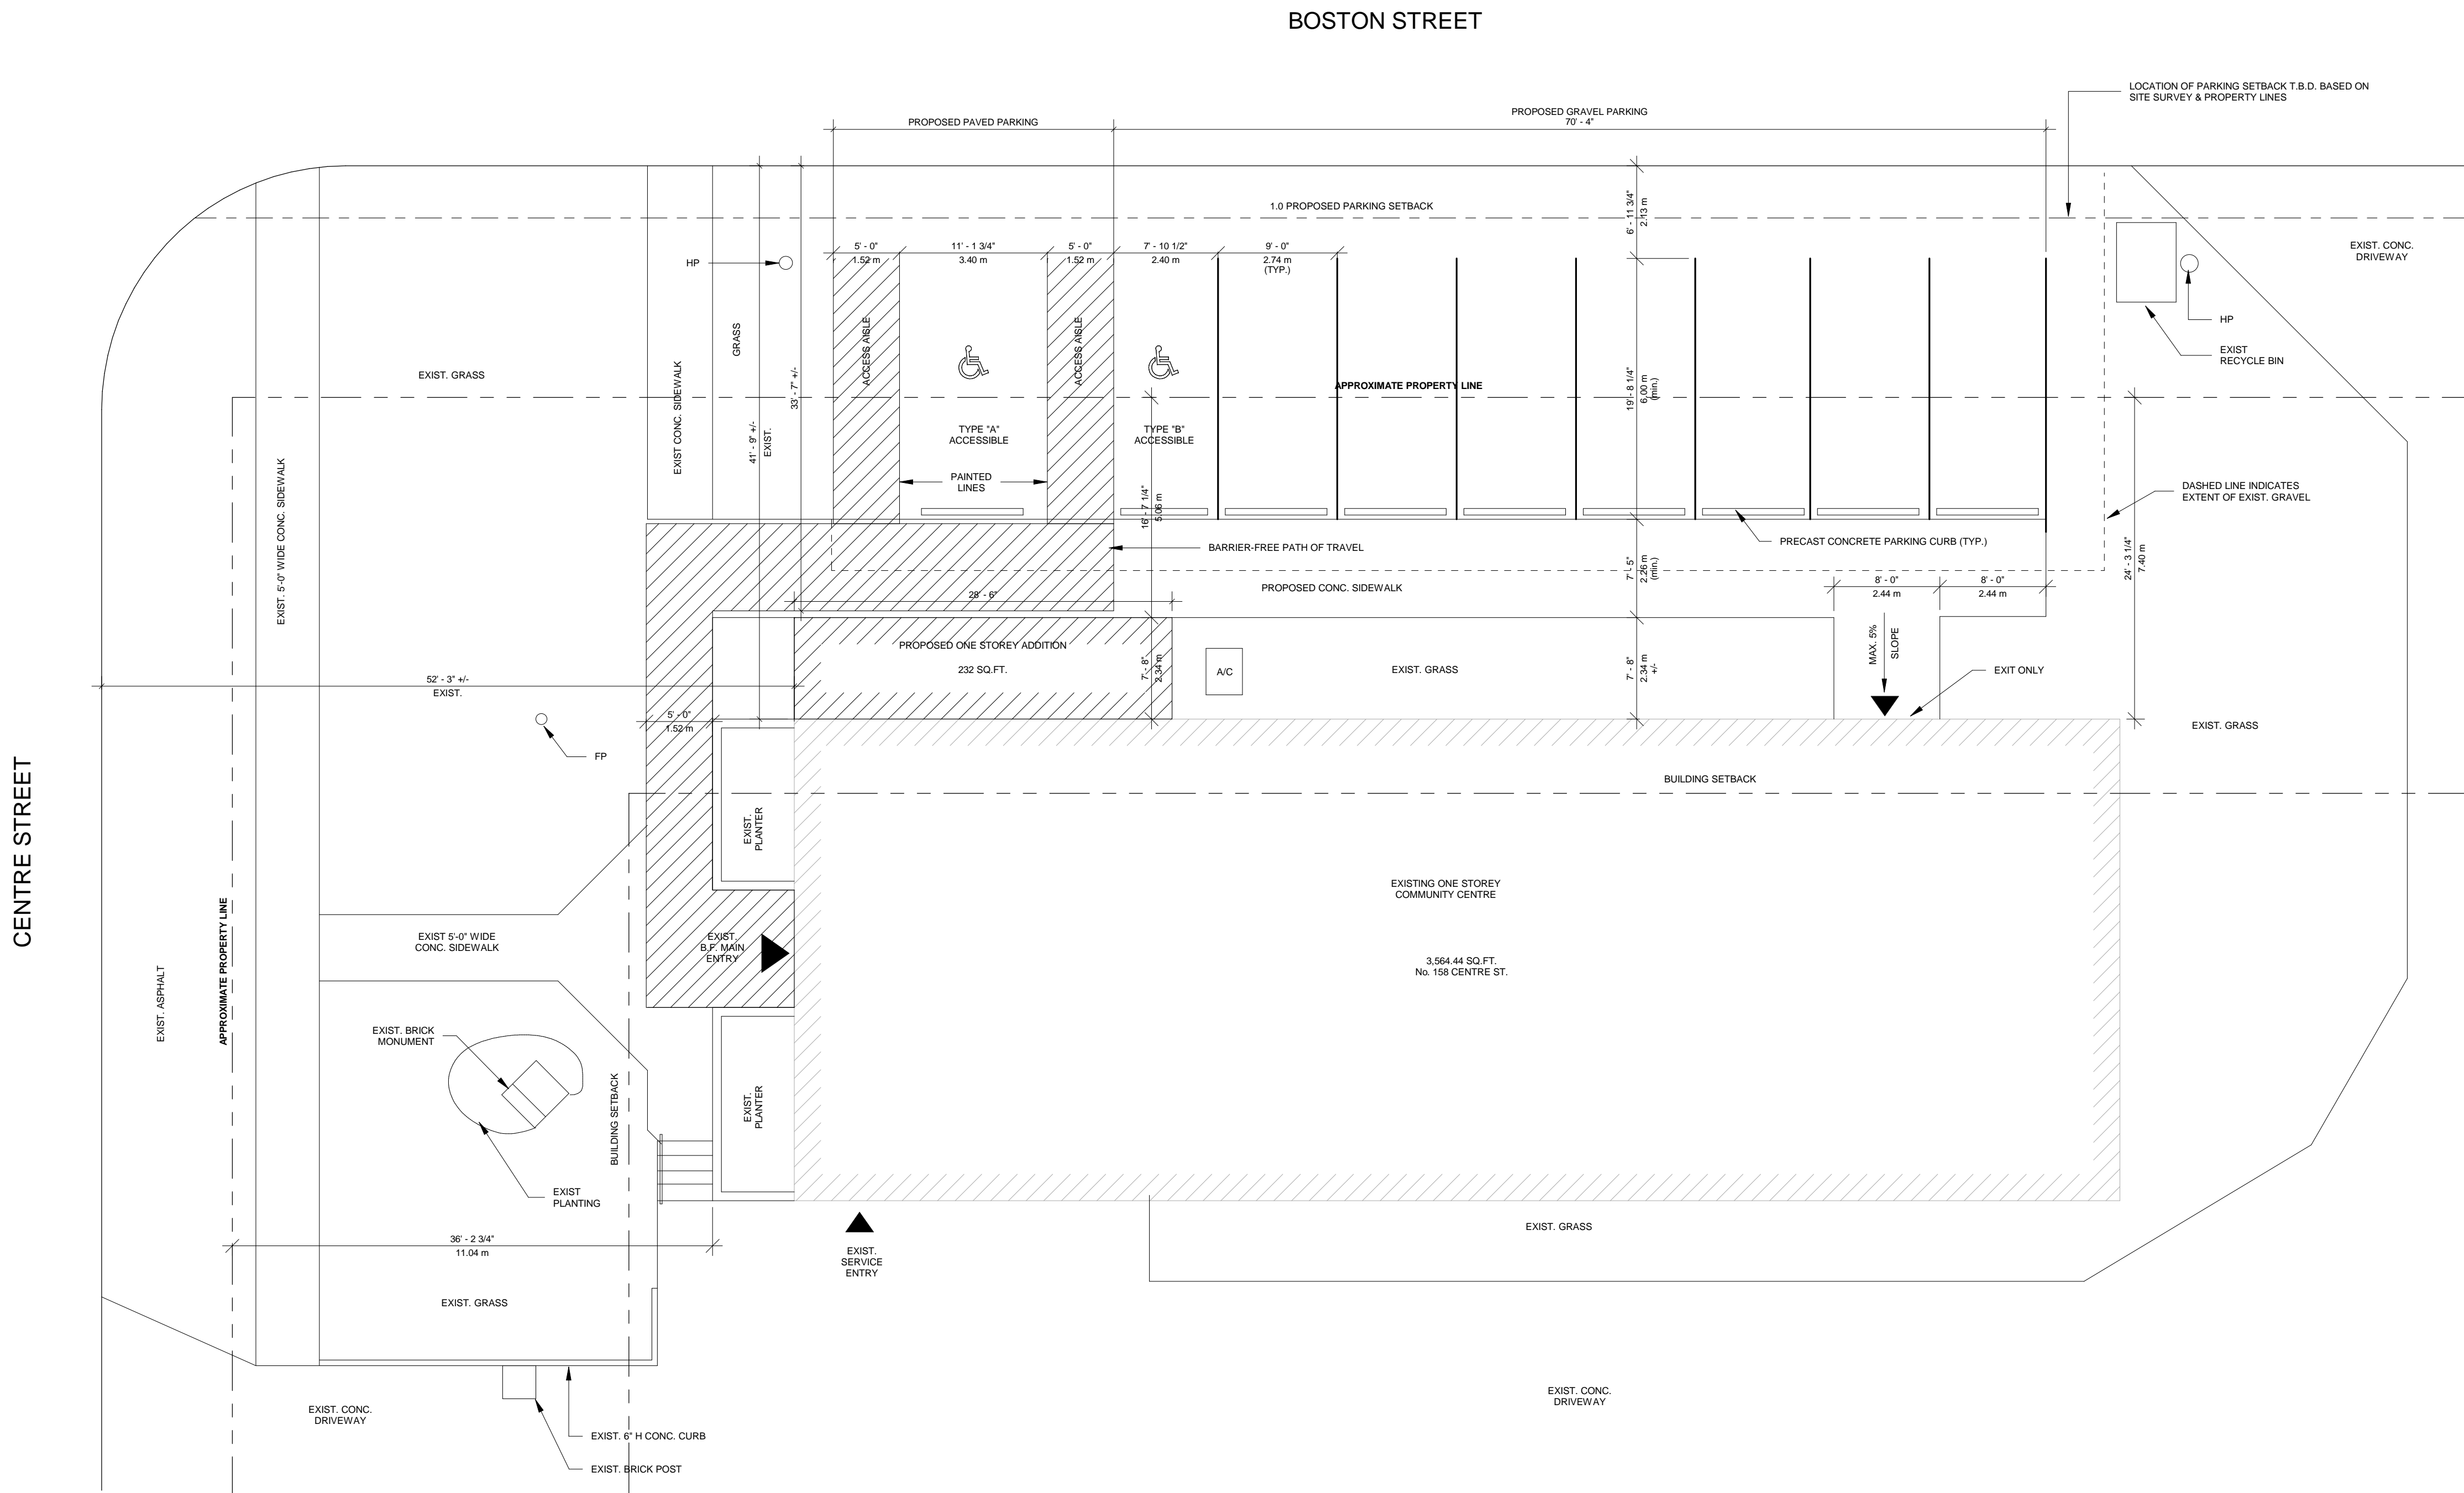 BOSTON STREET
LOCATION OF PARKING SETBACK T.B.D. BASED ON
SITE SURVEY & PROPERTY LINES
PROPOSED PAVED PARKING
PROPOSED GRAVEL PARKING
70' - 4"
1.0 PROPOSED PARKING SETBACK
6' - 11 3/4"
2.13 m
HP
5' - 0"
1.52 m
11' - 1 3/4"
3.40 m
5' - 0"
1.52 m
7' - 10 1/2"
2.40 m
9' - 0"
2.74 m
(TYP.)
EXIST. CONC.
DRIVEWAY
HP
EXIST
RECYCLE BIN
EXIST. GRASS
EXIST CONC. SIDEWALK
GRASS
41' - 9" +/-
EXIST.
33' - 7" +/-
ACCESS AISLE
ACCESS AISLE
TYPE "A"
ACCESSIBLE
TYPE "B"
ACCESSIBLE
APPROXIMATE PROPERTY LINE
19' - 8 1/4"
6.00 m
(min.)
PAINTED
LINES
16' - 7 1/4"
5.06 m
DASHED LINE INDICATES
EXTENT OF EXIST. GRAVEL
EXIST. 5'-0" WIDE CONC. SIDEWALK
BARRIER-FREE PATH OF TRAVEL
PRECAST CONCRETE PARKING CURB (TYP.)
7' - 5"
2.26 m
(min.)
24' - 3 1/4"
7.40 m
PROPOSED CONC. SIDEWALK
8' - 0"
2.44 m
8' - 0"
2.44 m
28' - 6"
PROPOSED ONE STOREY ADDITION
232 SQ.FT.
7' - 8"
2.34 m
A/C
EXIST. GRASS
7' - 8"
2.34 m
+/-
MAX. 5%
SLOPE
EXIT ONLY
52' - 3" +/-
EXIST.
5' - 0"
1.52 m
FP
EXIST. GRASS
BUILDING SETBACK
CENTRE STREET
EXIST.
PLANTER
EXISTING ONE STOREY
COMMUNITY CENTRE
3,564.44 SQ.FT.
No. 158 CENTRE ST.
EXIST 5'-0" WIDE
CONC. SIDEWALK
EXIST.
B.F. MAIN
ENTRY
EXIST. ASPHALT
APPROXIMATE PROPERTY LINE
EXIST. BRICK
MONUMENT
BUILDING SETBACK
EXIST.
PLANTER
EXIST
PLANTING
36' - 2 3/4"
11.04 m
EXIST.
SERVICE
ENTRY
EXIST. GRASS
EXIST. GRASS
EXIST. CONC.
DRIVEWAY
EXIST. CONC.
DRIVEWAY
EXIST. 6" H CONC. CURB
EXIST. BRICK POST